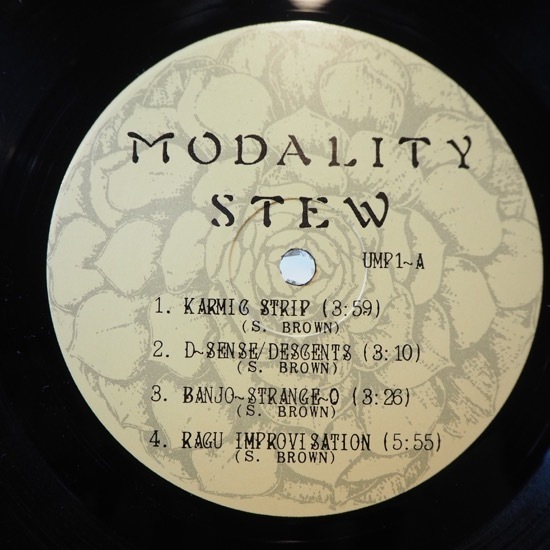 MODALITY
STEW
UMP1~A
1. KARMIC STRIP (3:59)
(S. BROWN)
2. D-SENSE/DESCENTS (3:10)
(S. BROWN)
3. BANJO~STRANGE~O (3:26)
(S. BROWN)
4. RAGU IMPROVISATION (5:55)
(S. BROWN)